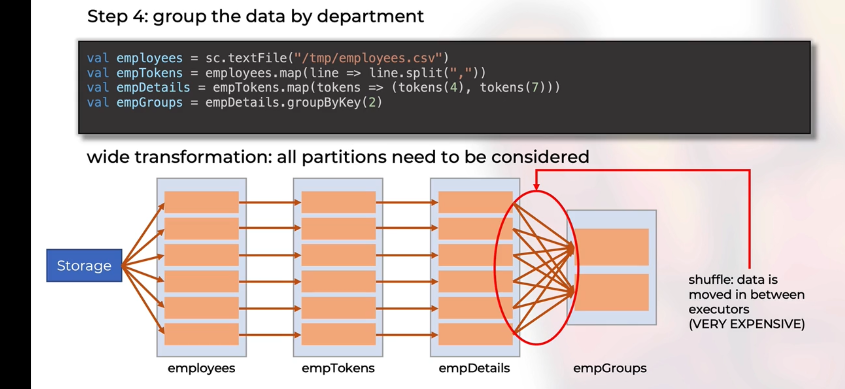 Step 4: group the data by department
val employees = sc.textFile("/tmp/employees.csv")
val empTokens = employees.map(line => line.split(","))
val empDetails = empTokens.map(tokens => (tokens(4), tokens(7)))
val empGroups = empDetails.groupByKey(2)
wide transformation: all partitions need to be considered
Storage
shuffle: data is
moved in between
executors
(VERY EXPENSIVE)
employees
empTokens
empDetails
empGroups